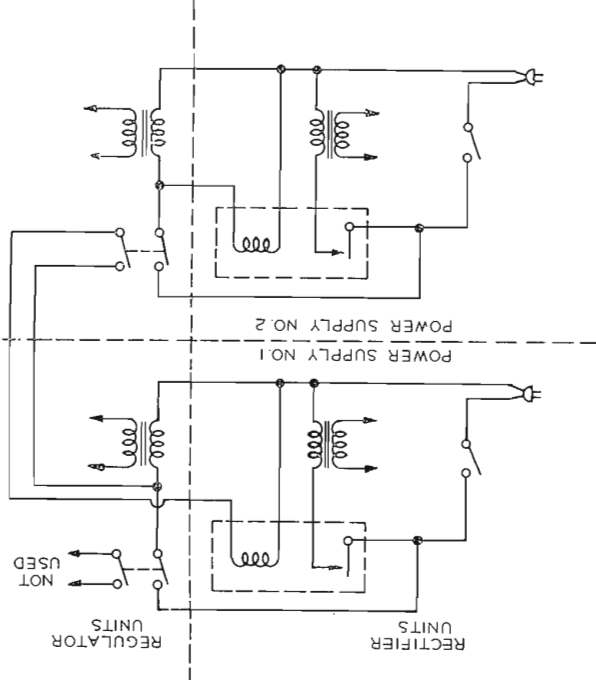 RECTIFIER
UNITS
REGULATOR
UNITS
NOT
USED
POWER SUPPLY NO.1
POWER SUPPLY NO.2